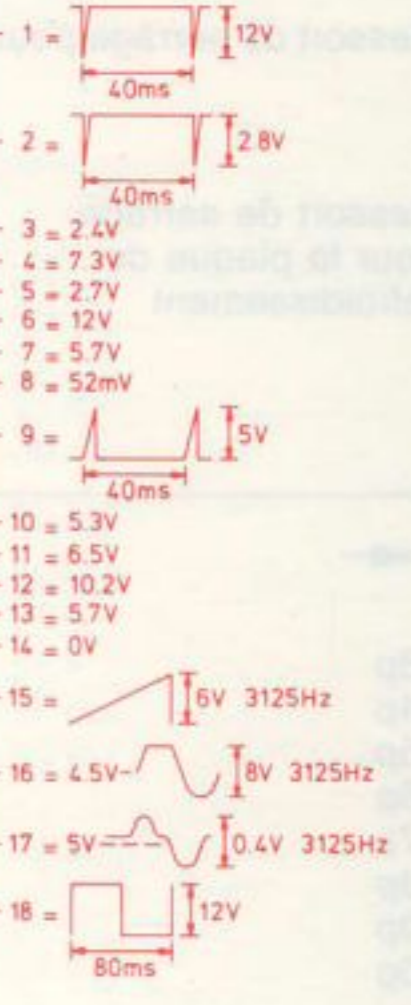 1 = 12V
40ms
- 2 = 2.8V
40ms
- 3 = 2.4V
- 4 = 7.3V
- 5 = 2.7V
- 6 = 12V
- 7 = 5.7V
- 8 = 52mV
- 9 = 5V
40ms
- 10 = 5.3V
- 11 = 6.5V
- 12 = 10.2V
- 13 = 5.7V
- 14 = 0V
- 15 = 6V 3125Hz
- 16 = 4.5V 8V 3125Hz
- 17 = 5V 0.4V 3125Hz
- 18 = 12V
80ms